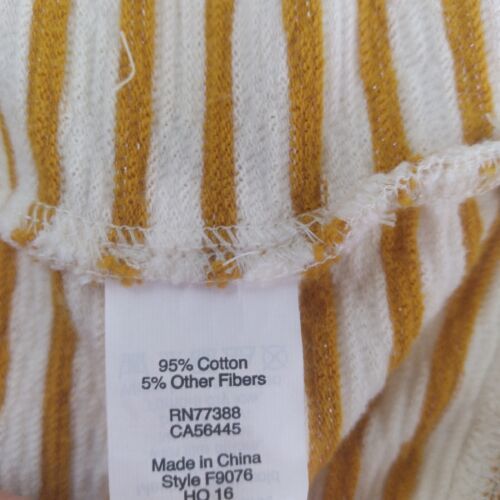 95% Cotton
5% Other Fibers
RN77388
CA56445
Made in China
Style F9076
HO 16